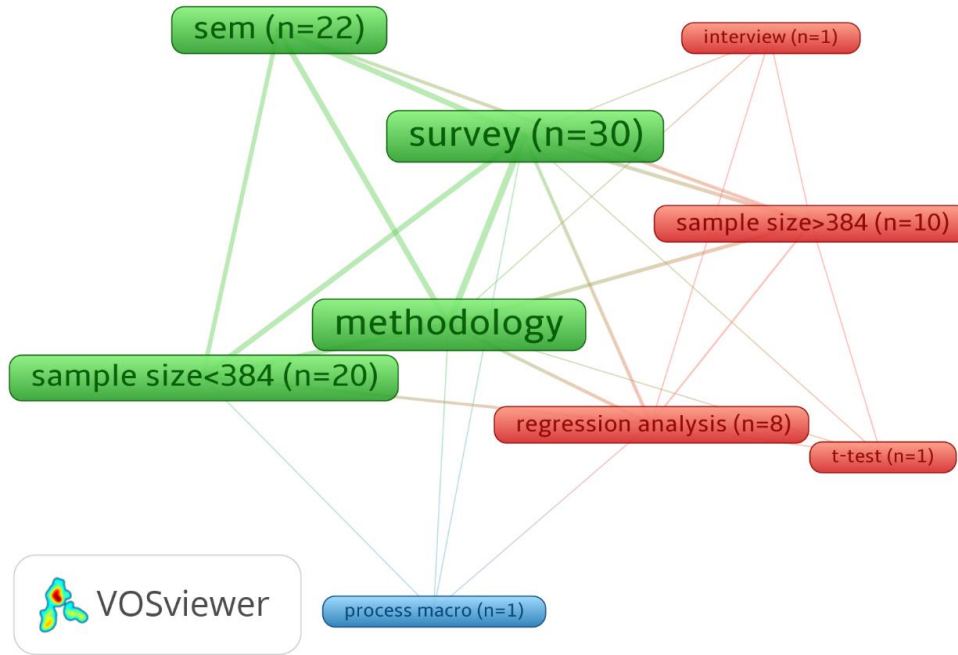 sem (n=22)
interview (n=1)
survey (n=30)
sample size>384 (n=10)
methodology
sample size<384 (n=20)
regression analysis (n=8)
t-test (n=1)
VOSviewer
process macro (n=1)